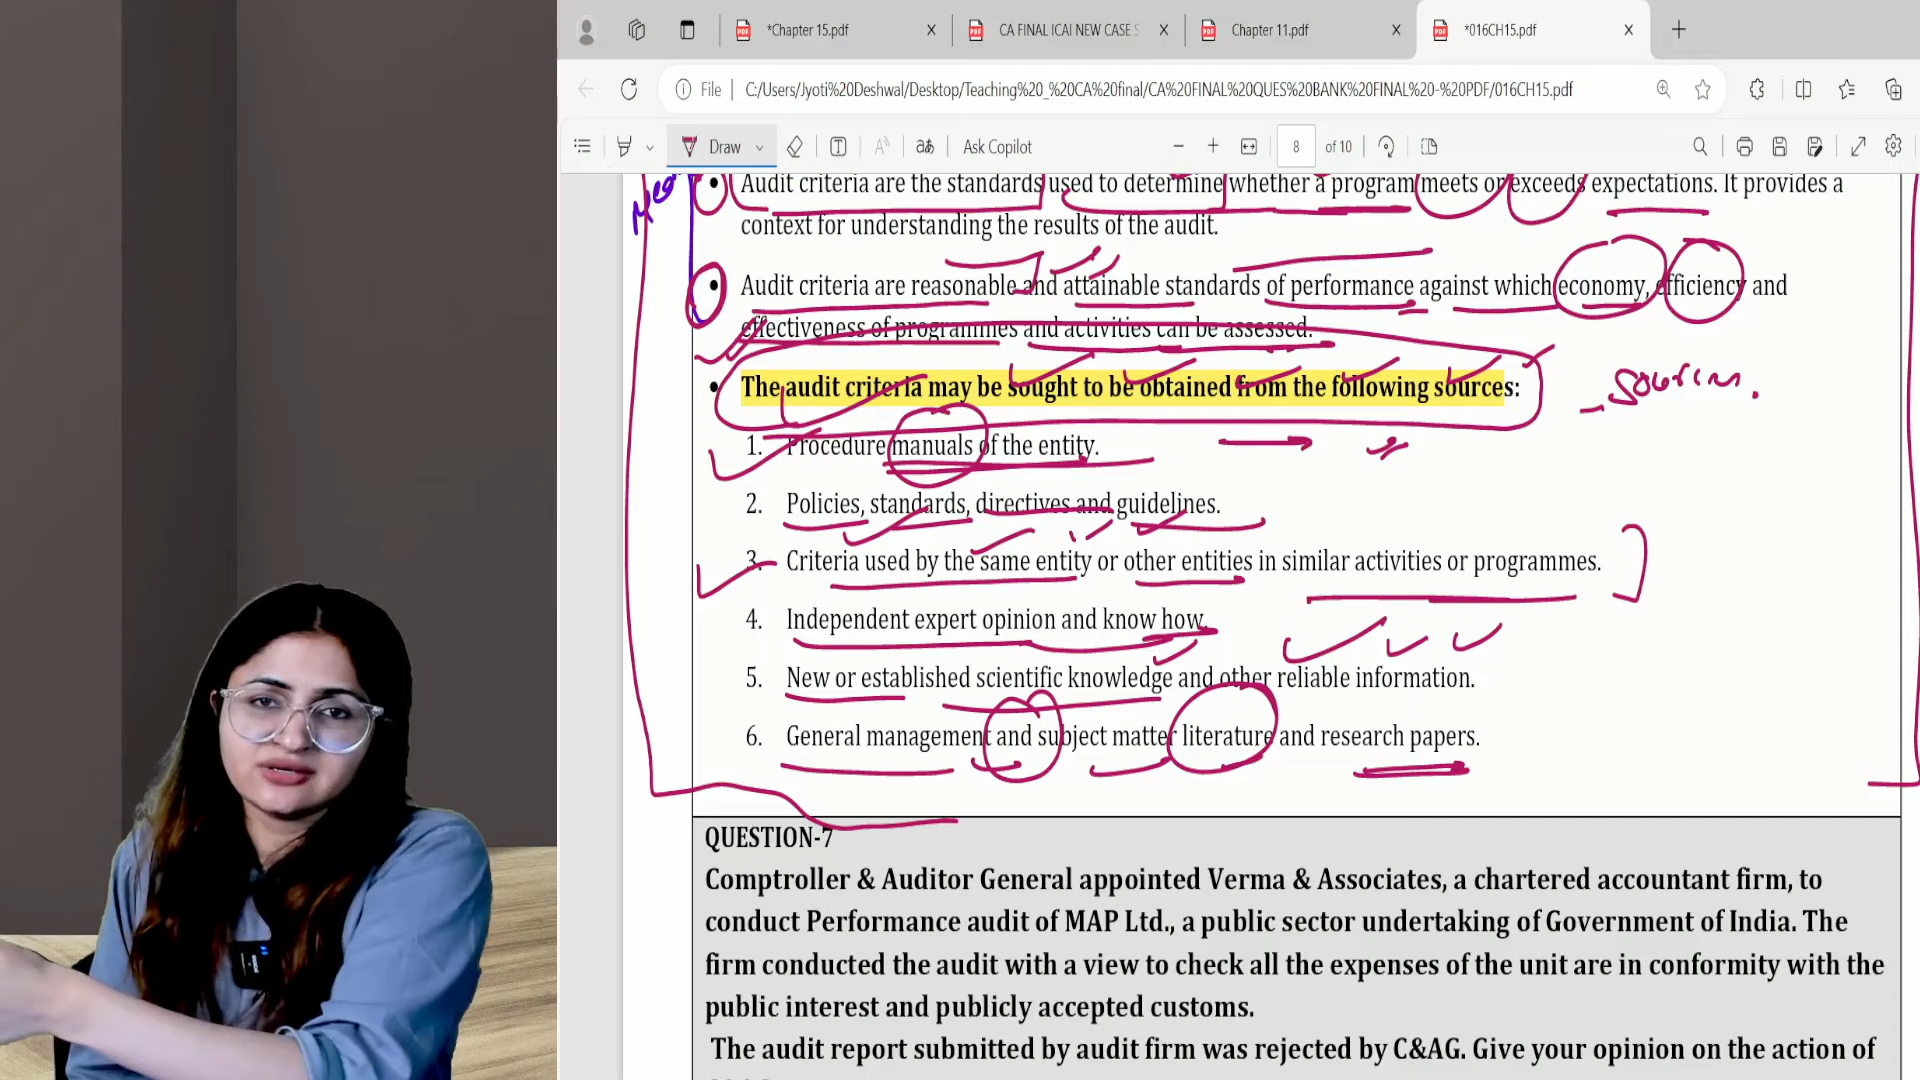 *Chapter 15.pdf
CA FINAL ICAI NEW CASE S
Chapter 11.pdf
*016CH15.pdf
File
C:/Users/Jyoti%20Deshwal/Desktop/Teaching%20_%20CA%20final/CA%20FINAL%20QUES%20BANK%20FINAL%20-%20PDF/016CH15.pdf
Draw
Ask Copilot
8 of 10
• Audit criteria are the standards used to determine whether a program meets or exceeds expectations. It provides a
context for understanding the results of the audit.
• Audit criteria are reasonable and attainable standards of performance against which economy, efficiency and
effectiveness of programmes and activities can be assessed.
• The audit criteria may be sought to be obtained from the following sources:
1. Procedure manuals of the entity.
2. Policies, standards, directives and guidelines.
3. Criteria used by the same entity or other entities in similar activities or programmes.
4. Independent expert opinion and know how.
5. New or established scientific knowledge and other reliable information.
6. General management and subject matter literature and research papers.
QUESTION-7
Comptroller & Auditor General appointed Verma & Associates, a chartered accountant firm, to
conduct Performance audit of MAP Ltd., a public sector undertaking of Government of India. The
firm conducted the audit with a view to check all the expenses of the unit are in conformity with the
public interest and publicly accepted customs.
The audit report submitted by audit firm was rejected by C&AG. Give your opinion on the action of